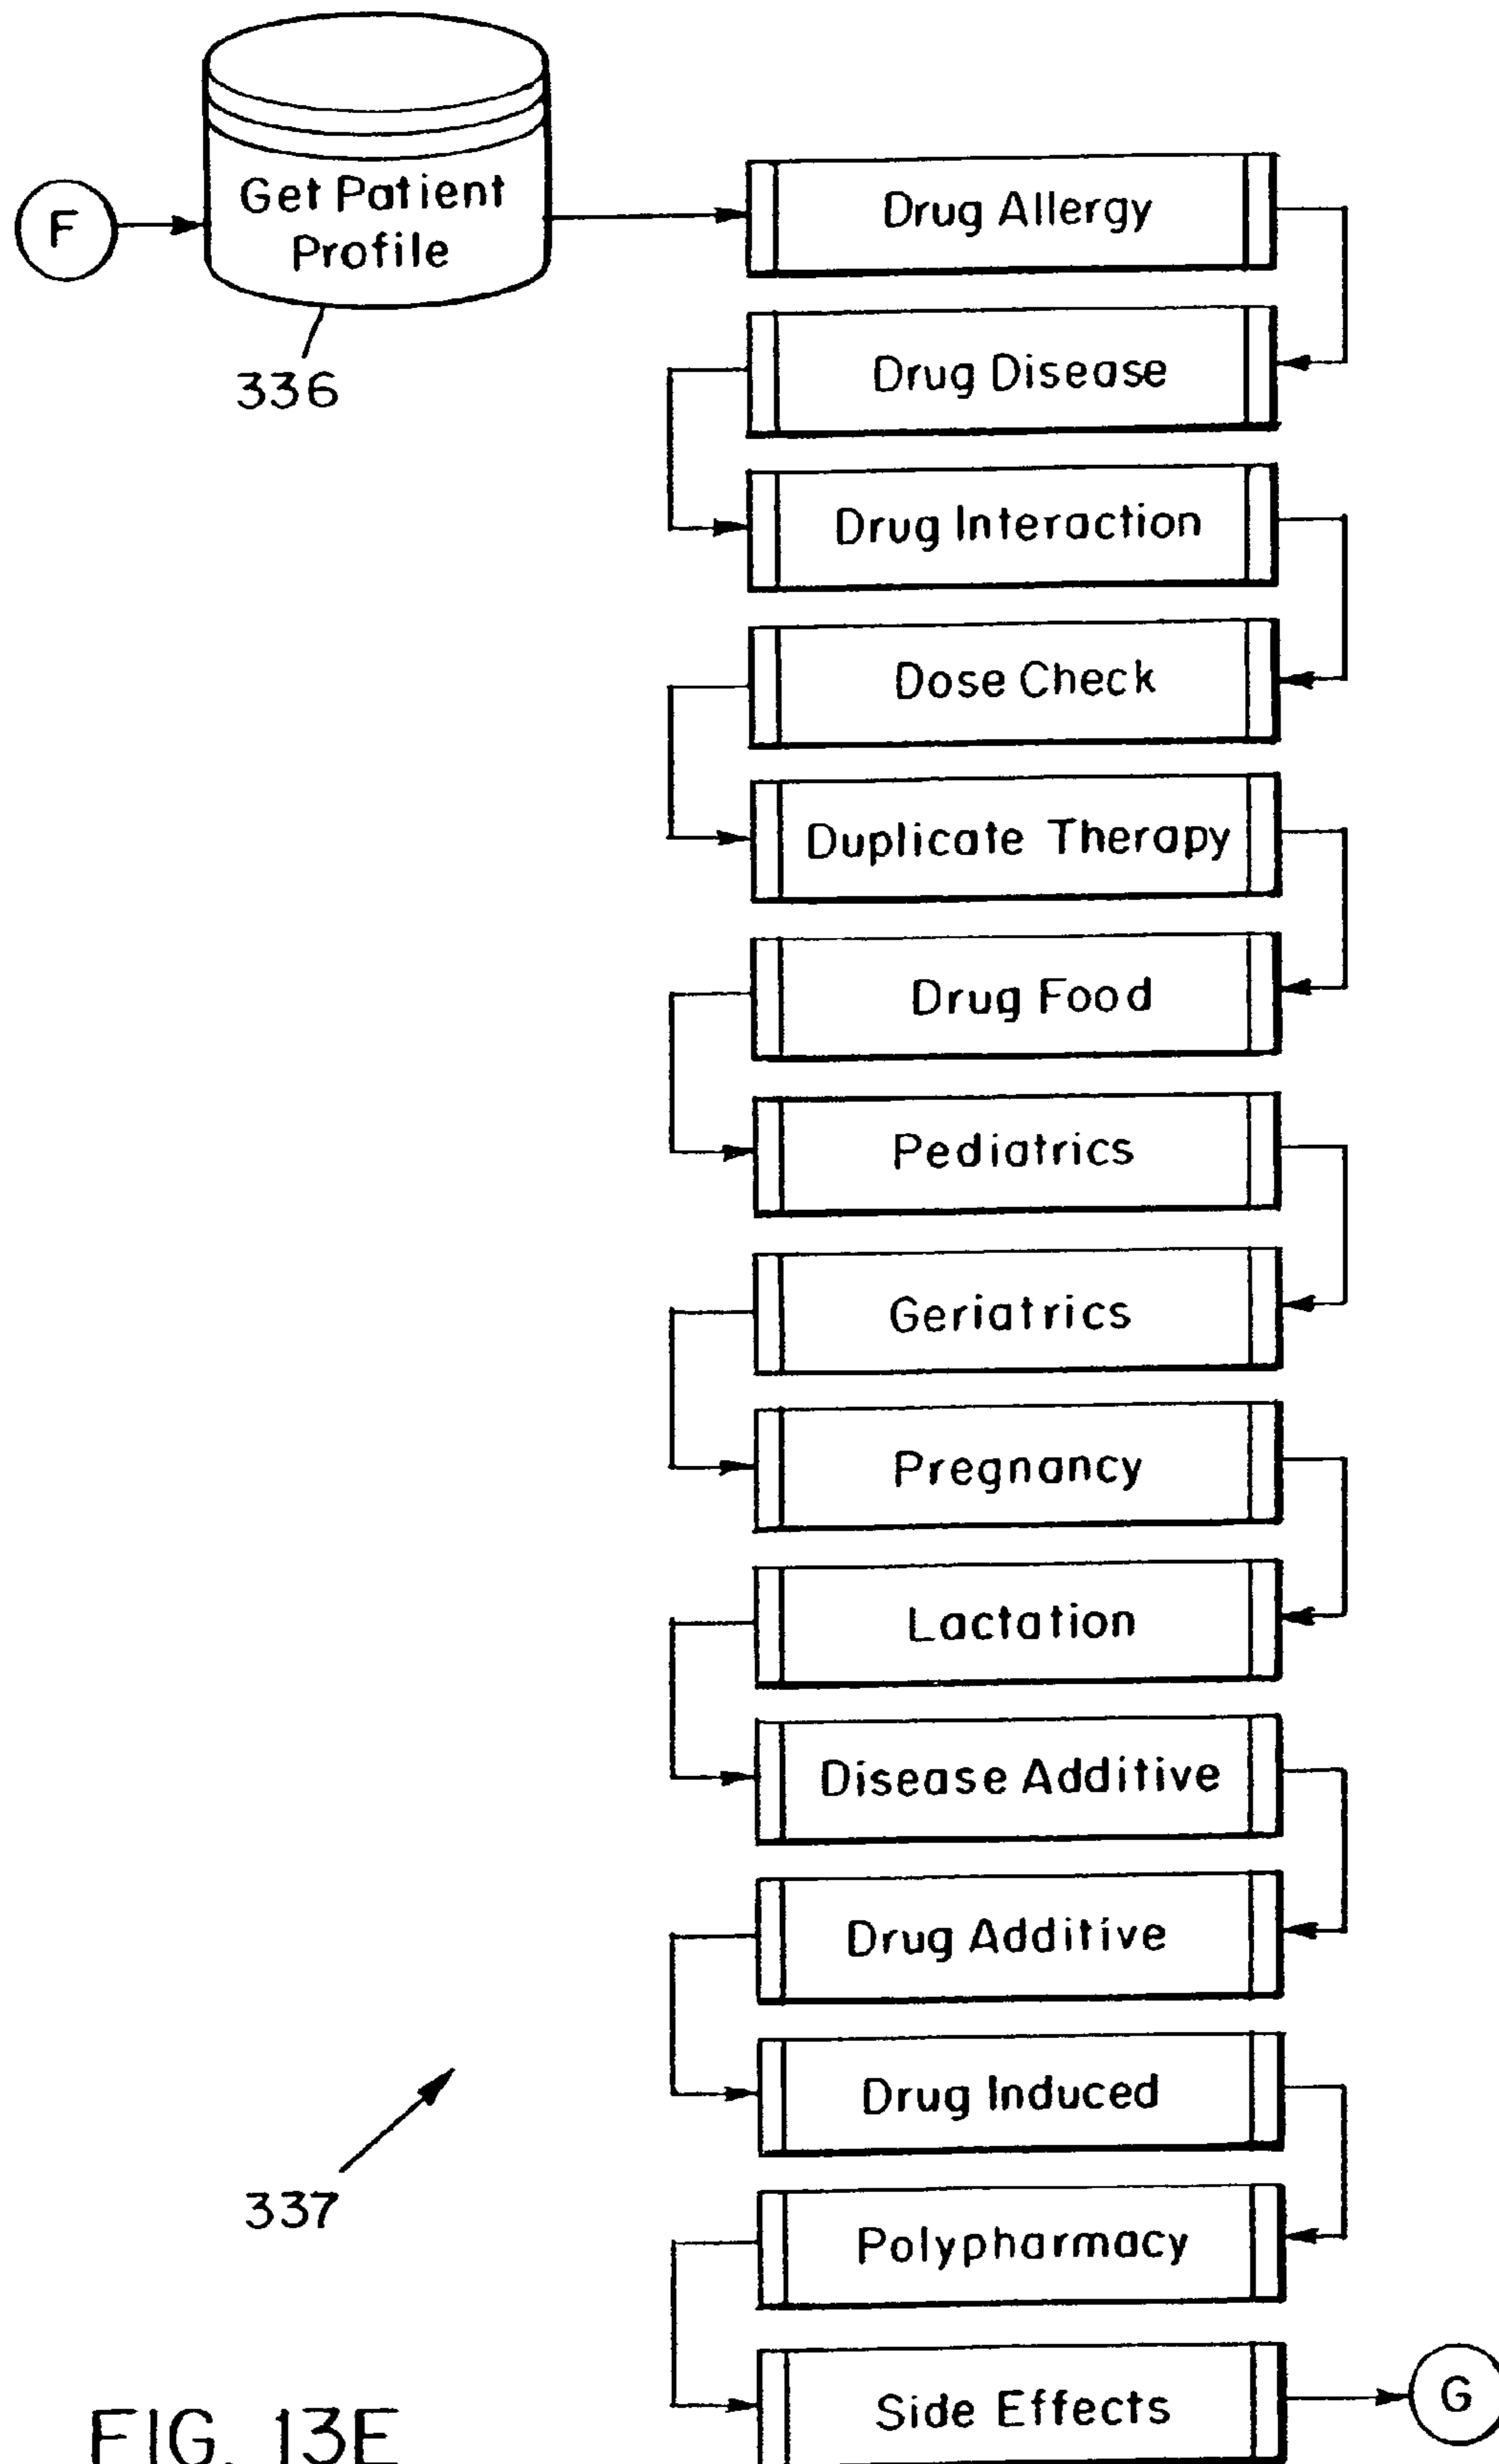 F
Get Patient
Profile
336
Drug Allergy
Drug Disease
Drug Interaction
Dose Check
Duplicate Therapy
Drug Food
Pediatrics
Geriatrics
Pregnancy
Lactation
Disease Additive
Drug Additive
Drug Induced
337
Polypharmacy
Side Effects
G
FIG. 13E